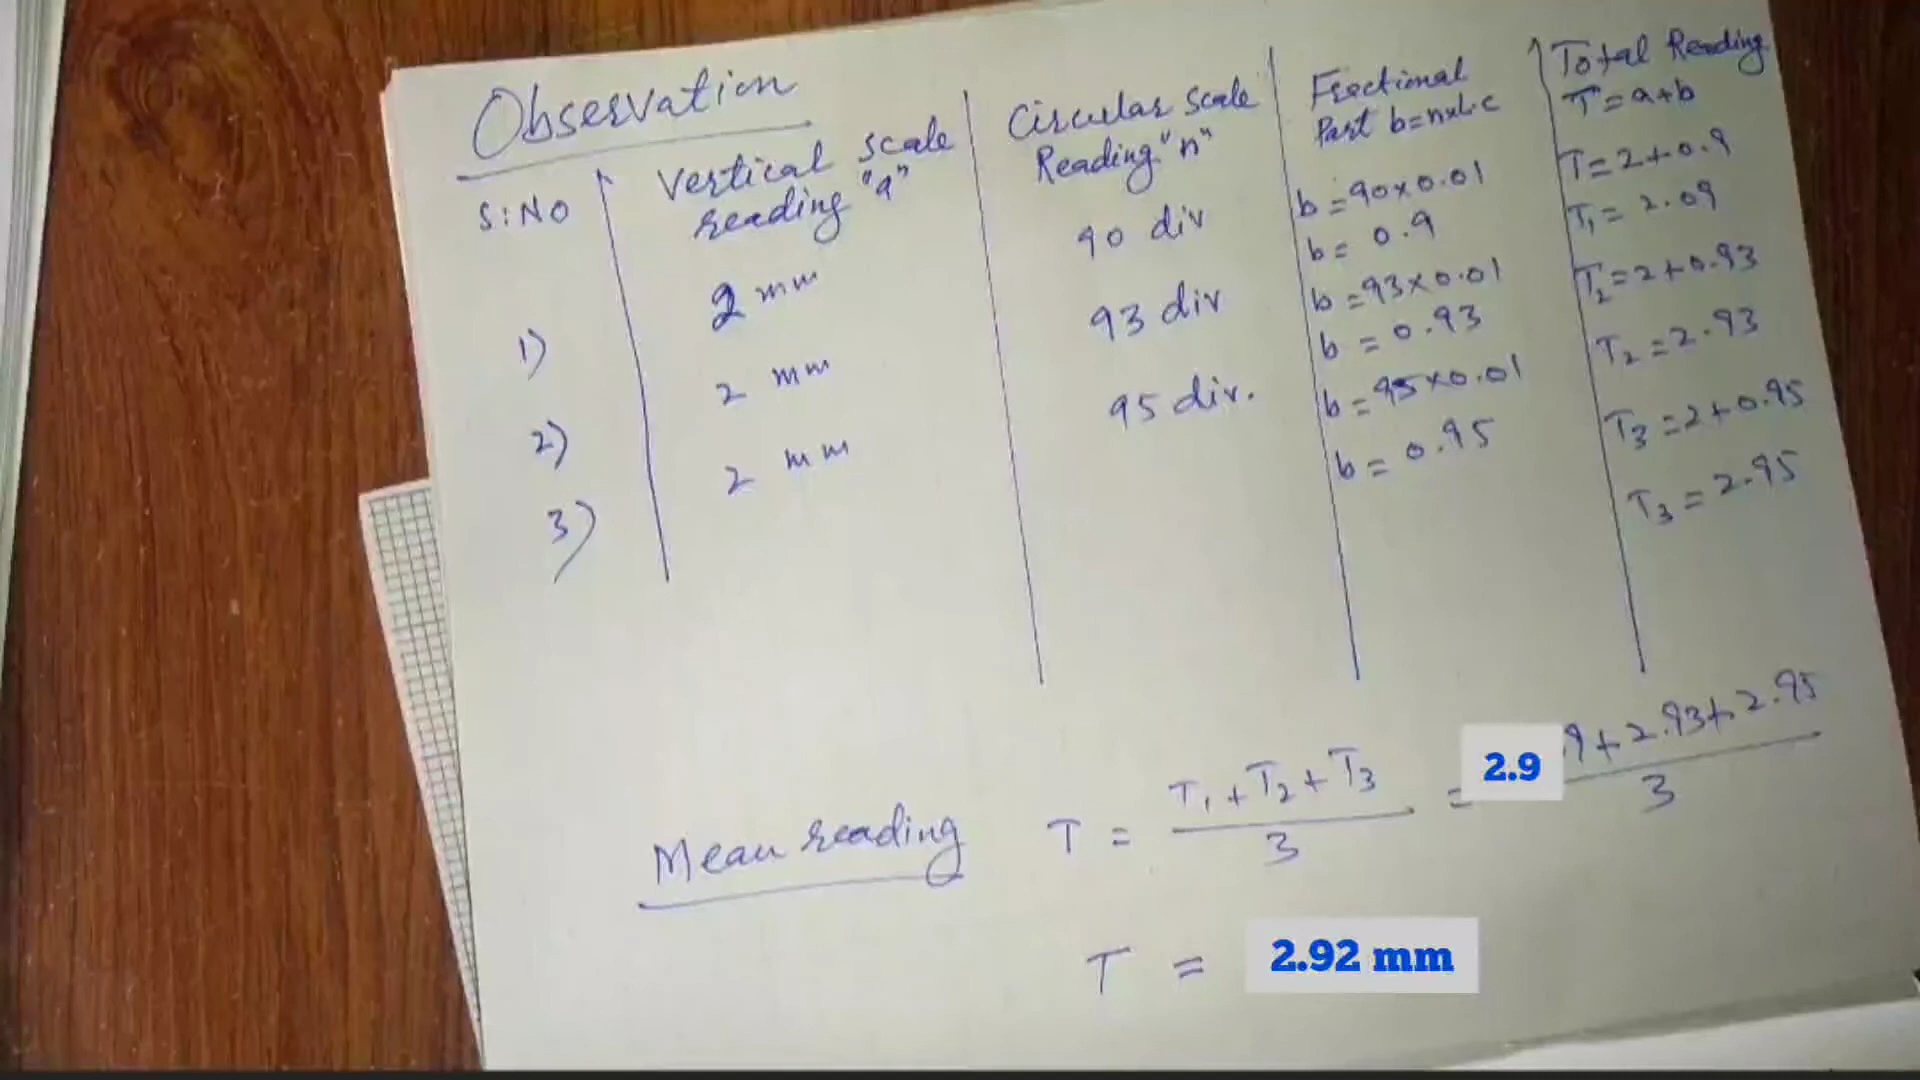 Observation
S:NO
Vertical scale
reading "a"
Circular Scale
Reading "n"
Fractional
Part b=n×L.c
Total Reading
T=a+b
1)
2 mm
90 div
b=90×0.01
b= 0.9
T=2+0.9
T₁= 2.09
2)
2 mm
93 div
b=93×0.01
b=0.93
T₂=2+0.93
T₂=2.93
3)
2 mm
95 div.
b=95×0.01
b=0.95
T₃=2+0.95
T₃=2.95
Mean reading T = T₁+T₂+T₃ / 3 = 2.9 .9+2.93+2.95 / 3
T = 2.92 mm